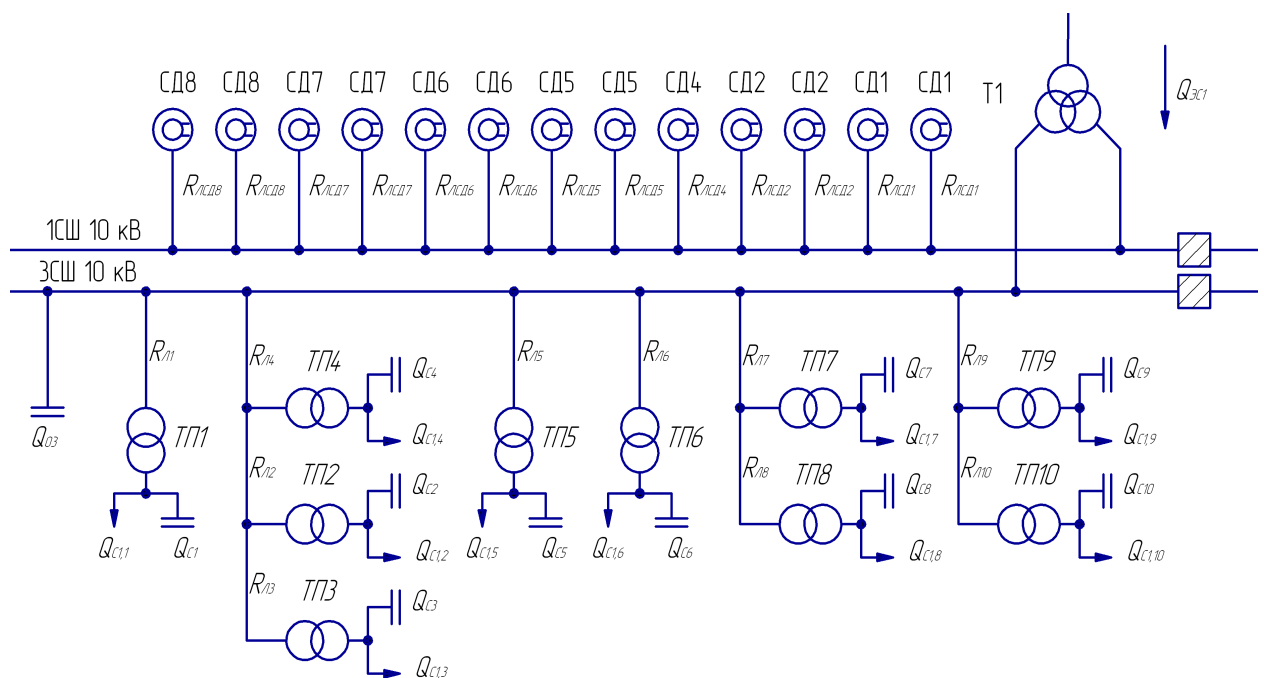 СД8 СД8 СД7 СД7 СД6 СД6 СД5 СД5 СД4 СД2 СД2 СД1 СД1 Т1 QЭС1
RЛСД8 RЛСД8 RЛСД7 RЛСД7 RЛСД6 RЛСД6 RЛСД5 RЛСД5 RЛСД4 RЛСД2 RЛСД2 RЛСД1 RЛСД1
1СШ 10 кВ
3СШ 10 кВ
RЛ1 RЛ4 ТП4 QС4 RЛ5 RЛ6 RЛ7 ТП7 QС7 RЛ9 ТП9 QС9
QО3 ТП1 QС1,4 ТП5 ТП6 QС1,7 QС1,9
RЛ2 ТП2 QС2 RЛ8 ТП8 QС8 RЛ10 ТП10 QС10
QС1,1 QС1 QС1,2 QС1,5 QС5 QС1,6 QС6 QС1,8 QС1,10
RЛ3 ТП3 QС3
QС1,3